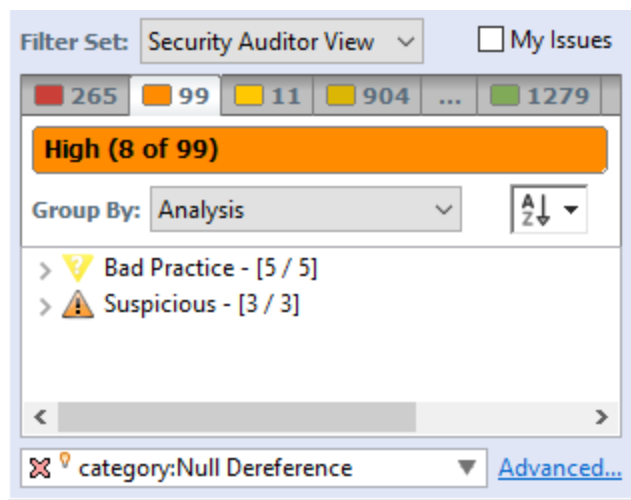 Filter Set: Security Auditor View My Issues
265 99 11 904 ... 1279
High (8 of 99)
Group By: Analysis A Z
Bad Practice - [5 / 5]
Suspicious - [3 / 3]
category:Null Dereference Advanced...